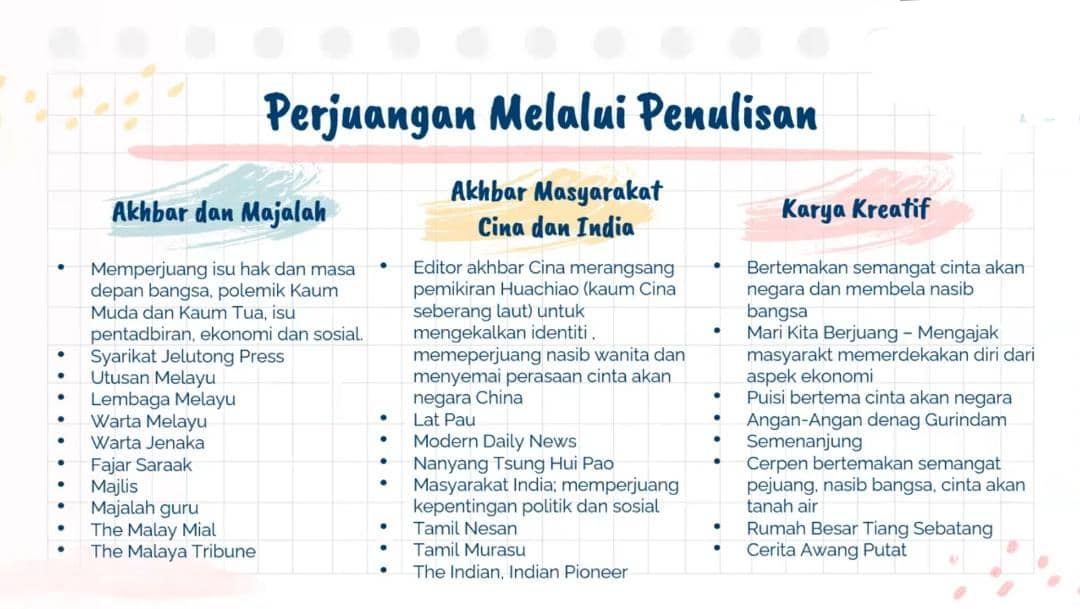 Perjuangan Melalui Penulisan
Akhbar dan Majalah
• Memperjuang isu hak dan masa
depan bangsa, polemik Kaum
Muda dan Kaum Tua, isu
pentadbiran, ekonomi dan sosial.
• Syarikat Jelutong Press
• Utusan Melayu
• Lembaga Melayu
• Warta Melayu
• Warta Jenaka
• Fajar Saraak
• Majlis
• Majalah guru
• The Malay Mial
• The Malaya Tribune
Akhbar Masyarakat
Cina dan India
• Editor akhbar Cina merangsang
pemikiran Huachiao (kaum Cina
seberang laut) untuk
mengekalkan identiti ,
memeperjuang nasib wanita dan
menyemai perasaan cinta akan
negara China
• Lat Pau
• Modern Daily News
• Nanyang Tsung Hui Pao
• Masyarakat India; memperjuang
kepentingan politik dan sosial
• Tamil Nesan
• Tamil Murasu
• The Indian, Indian Pioneer
Karya Kreatif
• Bertemakan semangat cinta akan
negara dan membela nasib
bangsa
• Mari Kita Berjuang – Mengajak
masyarakt memerdekakan diri dari
aspek ekonomi
• Puisi bertema cinta akan negara
• Angan-Angan denag Gurindam
• Semenanjung
• Cerpen bertemakan semangat
pejuang, nasib bangsa, cinta akan
tanah air
• Rumah Besar Tiang Sebatang
• Cerita Awang Putat